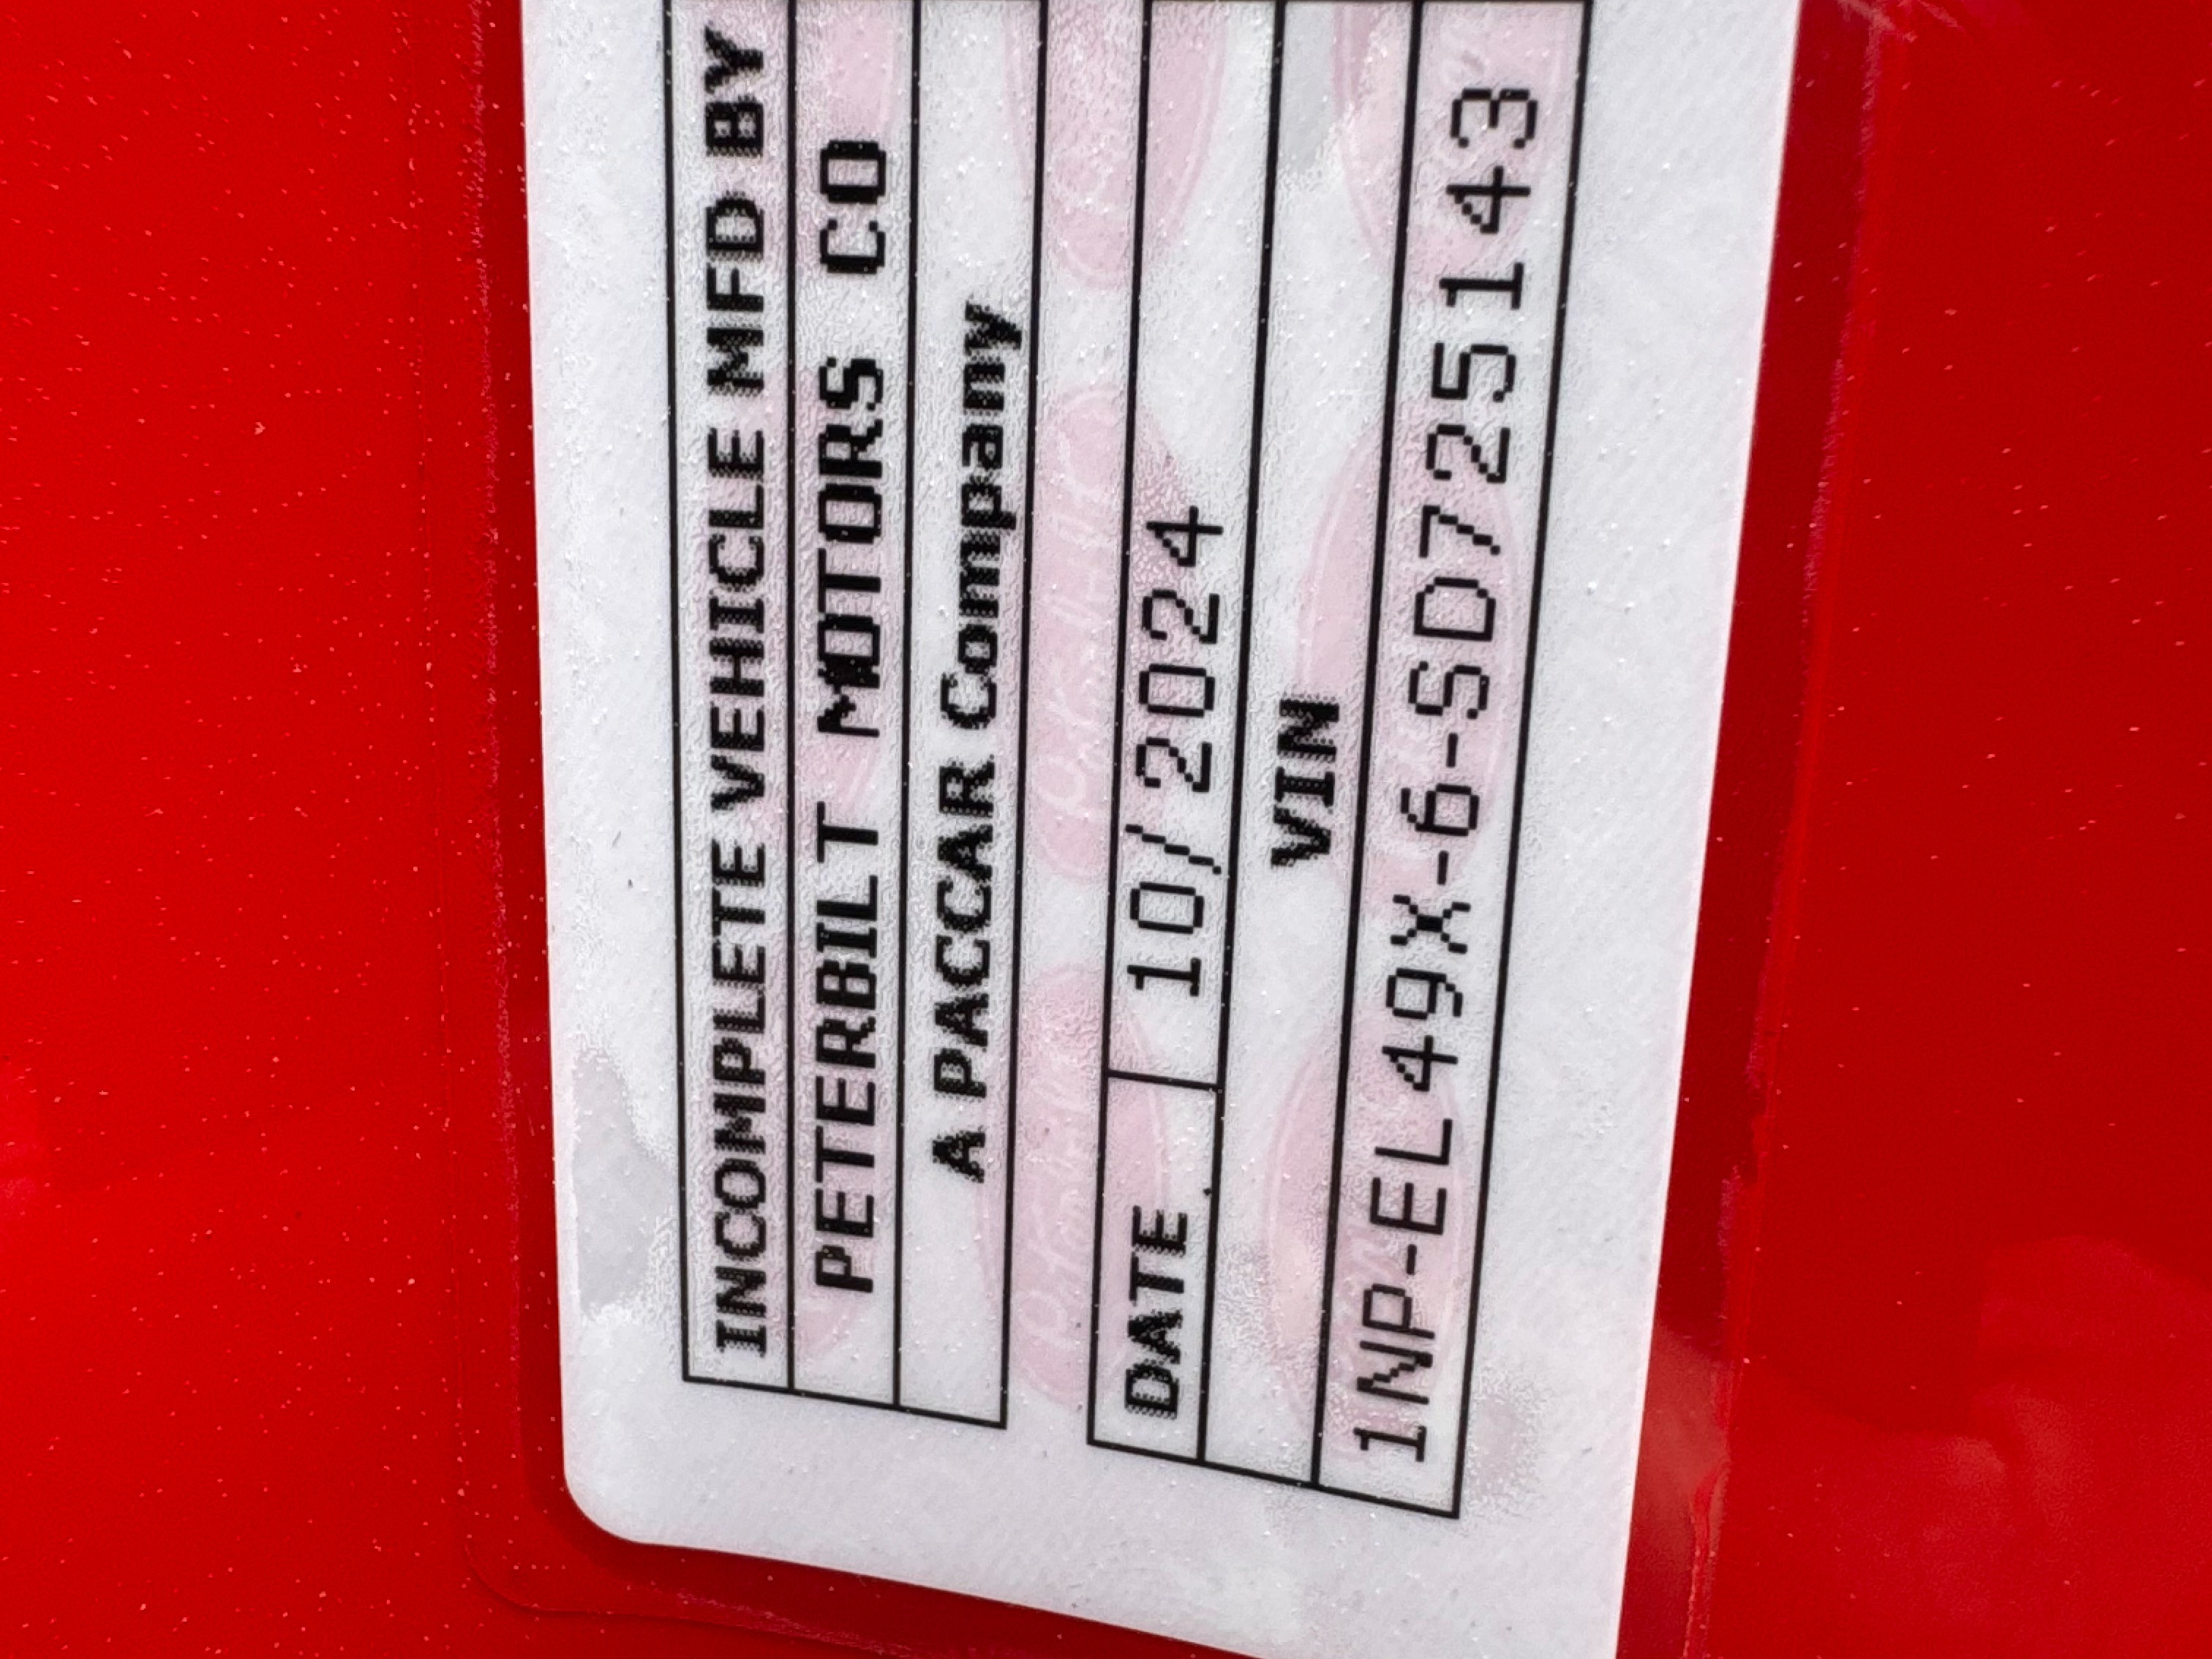 INCOMPLETE VEHICLE MFD BY
PETERBILT MOTORS CO
A PACCAR Company
DATE 10/2024
VIN
1NP-EL49X-6-SD725143